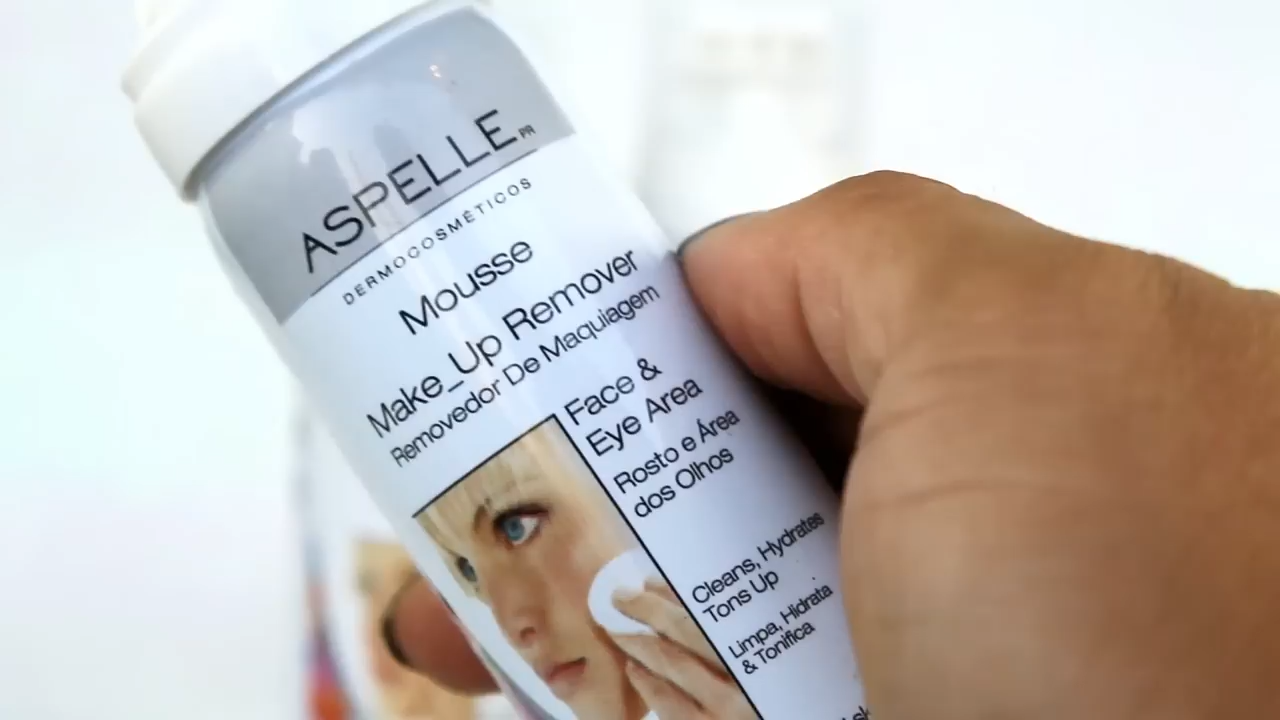 ASPELLE PR
DERMOCOSMÉTICOS
Mousse
Make_Up Remover
Removedor De Maquiagem
Face &
Eye Area
Rosto e Área
dos Olhos
Cleans, Hydrates
Tons Up
Limpa, Hidrata
& Tonifica